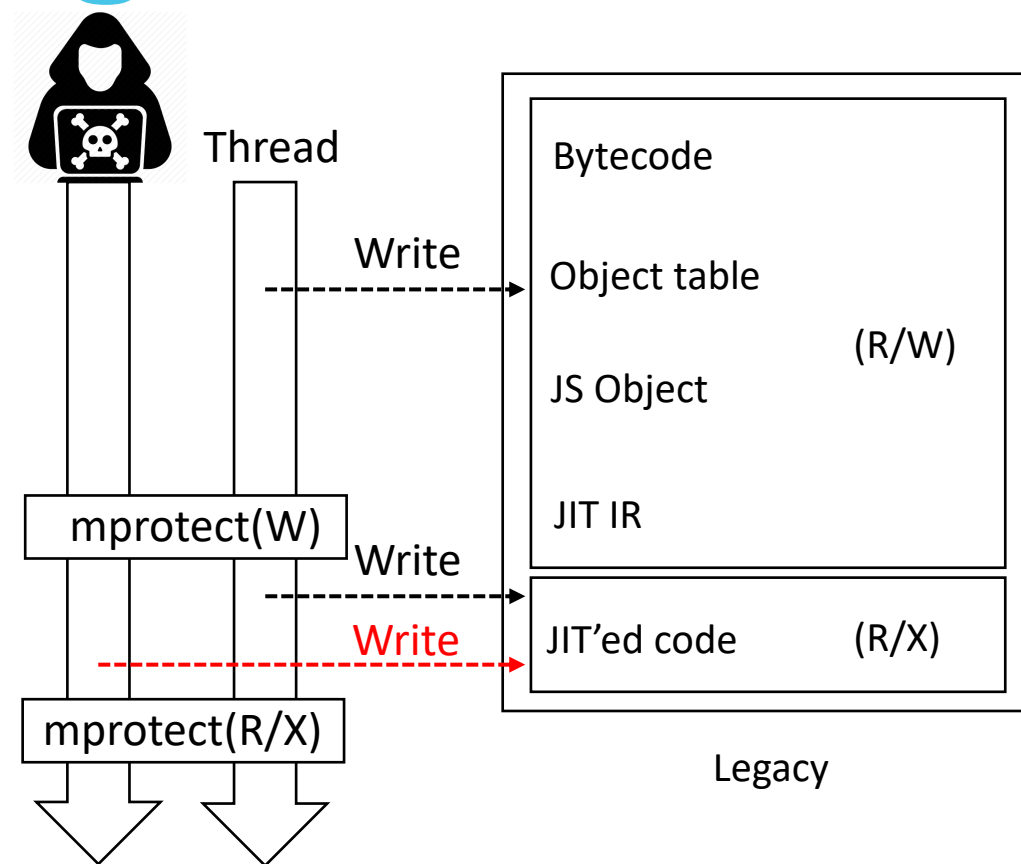 Thread
Bytecode
Write
Object table
(R/W)
JS Object
JIT IR
mprotect(W)
Write
Write
JIT’ed code
(R/X)
mprotect(R/X)
Legacy